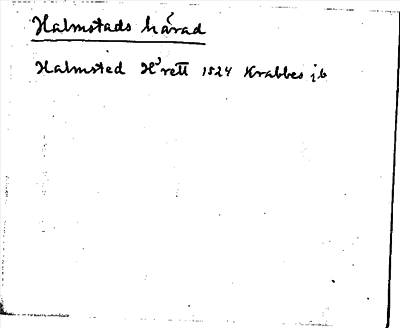 Halmstads härad
Halmsted H'rett 1524 Krabbes jb